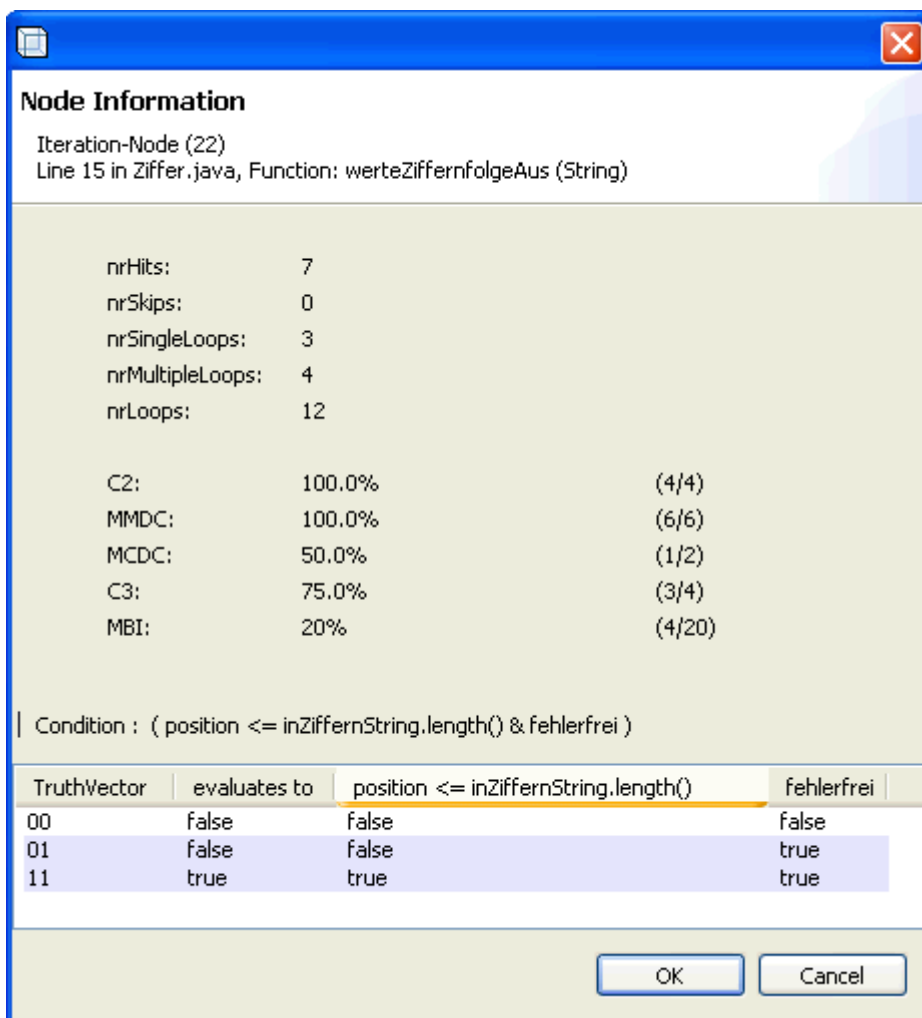 Node Information
Iteration-Node (22)
Line 15 in Ziffer.java, Function: werteZiffernfolgeAus (String)
nrHits: 7
nrSkips: 0
nrSingleLoops: 3
nrMultipleLoops: 4
nrLoops: 12
C2: 100.0% (4/4)
MMDC: 100.0% (6/6)
MCDC: 50.0% (1/2)
C3: 75.0% (3/4)
MBI: 20% (4/20)
Condition : ( position <= inZiffernString.length() & fehlerfrei )
TruthVector evaluates to position <= inZiffernString.length() fehlerfrei
00 false false false
01 false false true
11 true true true
OK Cancel